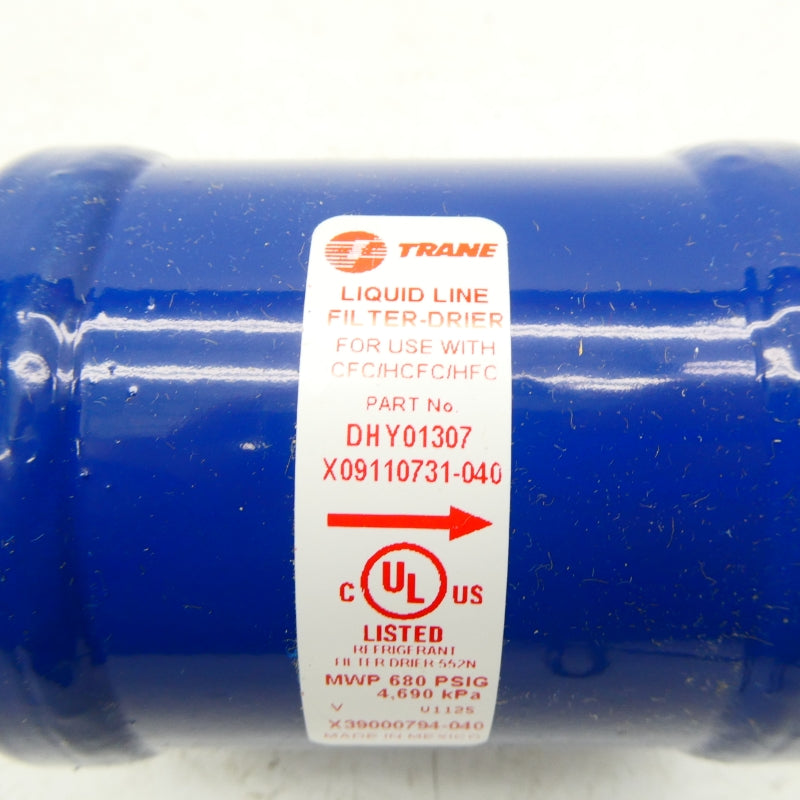 TRANE
LIQUID LINE
FILTER-DRIER
FOR USE WITH
CFC/HCFC/HFC
PART No.
DHY01307
X09110731-040
C UL US
LISTED
REFRIGERANT
FILTER DRIER 552N
MWP 680 PSIG
4,690 kPa
V U1125
X39000794-040
MADE IN MEXICO